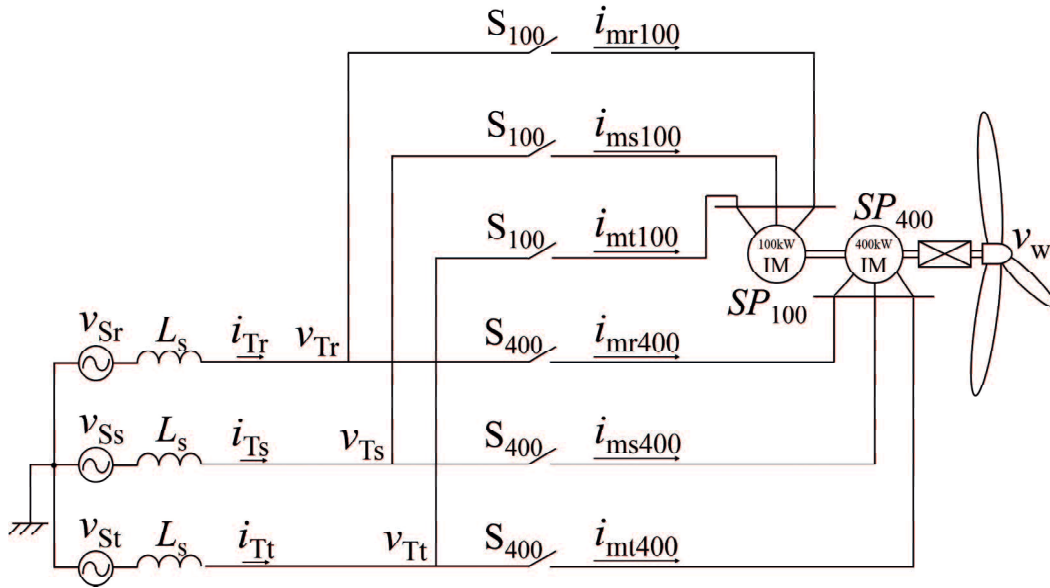 S100
imr100
S100
ims100
S100
imt100
SP400
100kW
IM
400kW
IM
vw
SP100
vSr
Ls
iTr
vTr
S400
imr400
vSs
Ls
iTs
vTs
S400
ims400
vSt
Ls
iTt
vTt
S400
imt400